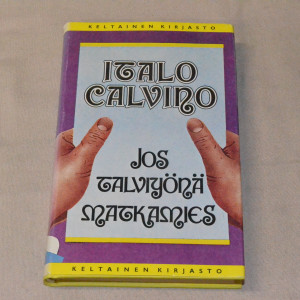 KELTAINEN KIRJASTO
ITALO
CALVINO
JOS
TALVIYÖNÄ
MATKAMIES
KELTAINEN KIRJASTO